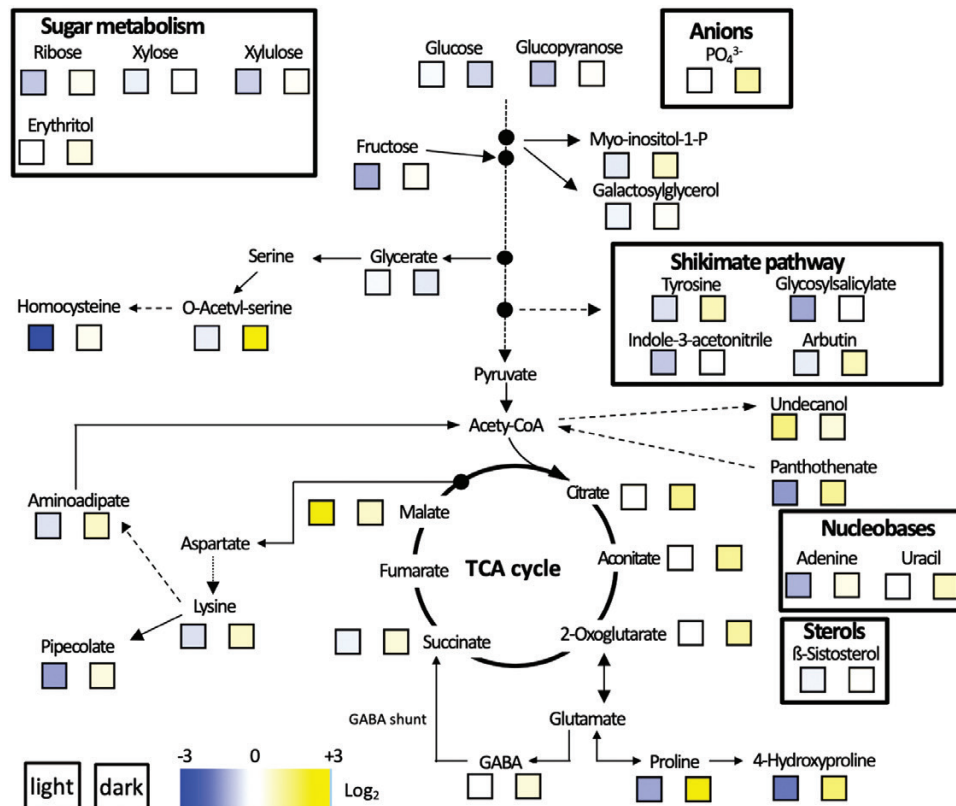 Sugar metabolism
Ribose Xylose Xylulose
Erythritol
Glucose Glucopyranose
Anions
PO₄³⁻
Fructose
Myo-inositol-1-P
Galactosylglycerol
Serine Glycerate
Homocysteine O-Acetyl-serine
Shikimate pathway
Tyrosine Glycosylsalicylate
Indole-3-acetonitrile Arbutin
Pyruvate
Acety-CoA
Undecanol
Panthothenate
Aminoadipate
Aspartate
Lysine
Pipecolate
Malate
Fumarate
Succinate
TCA cycle
Citrate
Aconitate
2-Oxoglutarate
Nucleobases
Adenine Uracil
Sterols
ß-Sistosterol
GABA shunt
Glutamate
GABA Proline 4-Hydroxyproline
light dark
-3 0 +3
Log₂